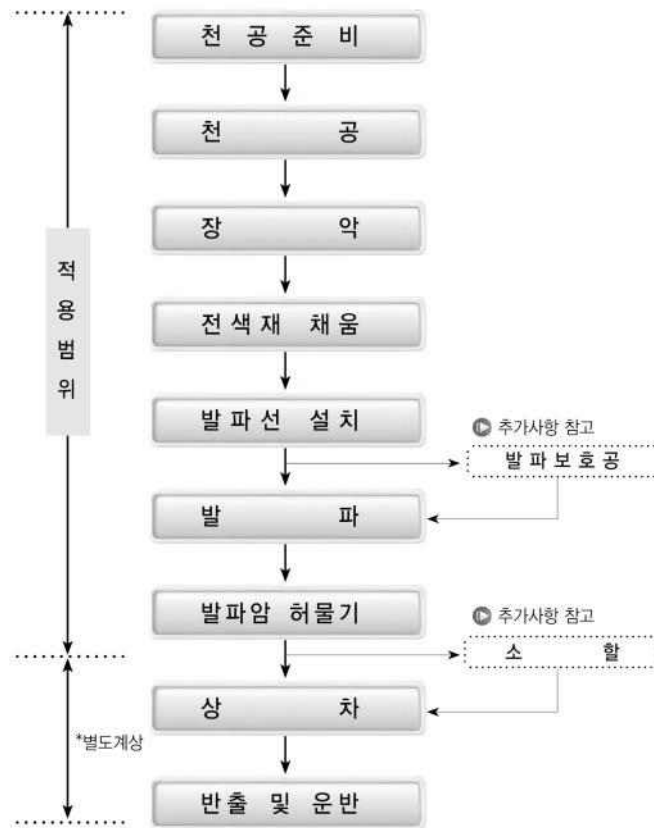 천 공 준 비
천 공
장 악
적
용
범
위
전색재 채움
발파선 설치
추가사항 참고
발파보호공
발 파
발파암 허물기
추가사항 참고
소 할
상 차
*별도계상
반출 및 운반